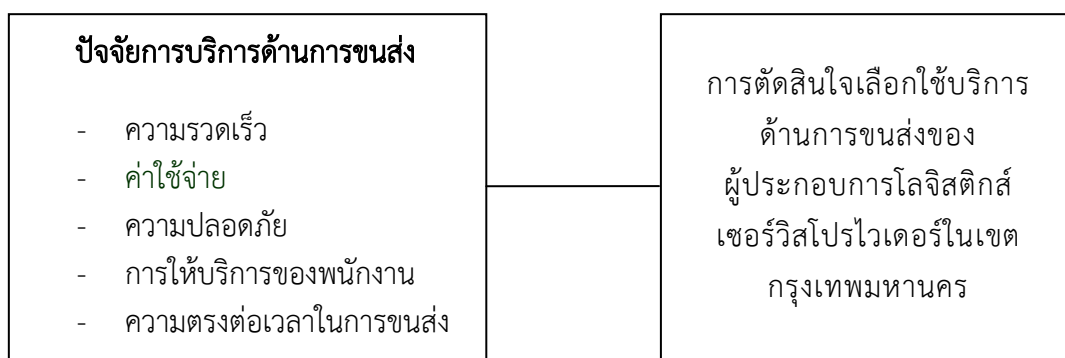 ปัจจัยการบริการด้านการขนส่ง
- ความรวดเร็ว
- ค่าใช้จ่าย
- ความปลอดภัย
- การให้บริการของพนักงาน
- ความตรงต่อเวลาในการขนส่ง
การตัดสินใจเลือกใช้บริการ
ด้านการขนส่งของ
ผู้ประกอบการโลจิสติกส์
เซอร์วิสโปรไวเดอร์ในเขต
กรุงเทพมหานคร